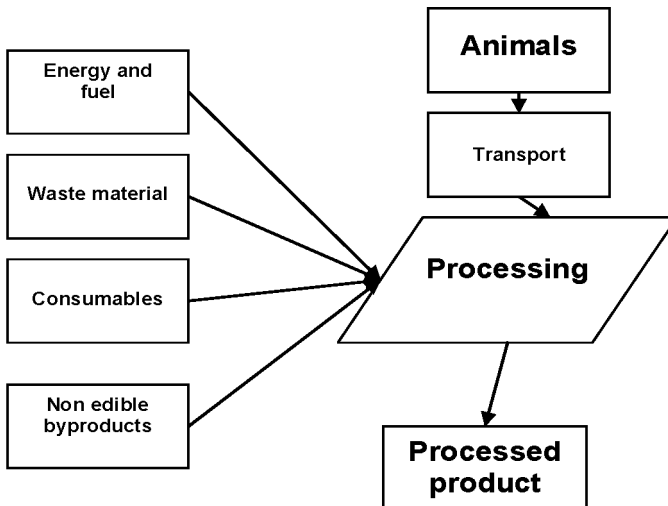 Animals
Energy and
fuel
Transport
Waste material
Processing
Consumables
Non edible
byproducts
Processed
product